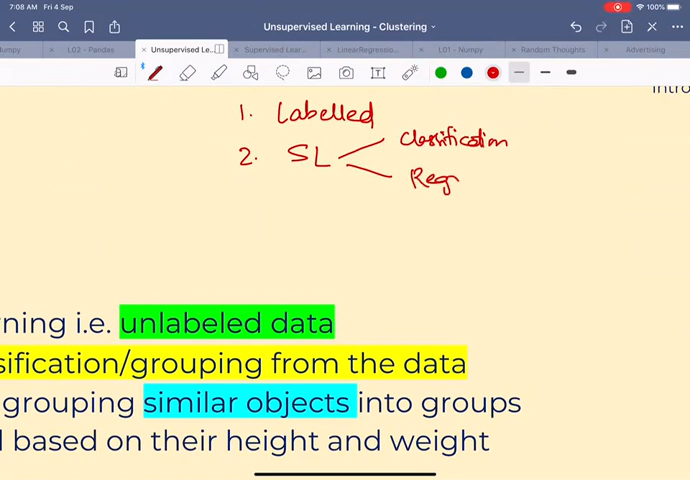 7:08 AM Fri 4 Sep
100%
Unsupervised Learning - Clustering
umpy
L02 - Pandas
Unsupervised Le...
Supervised Lear...
LinearRegressio...
L01 - Numpy
Random Thoughts
Advertising
Intro
1. Labelled
2. SL
Classification
Reg
rning i.e. unlabeled data
sification/grouping from the data
grouping similar objects into groups
l based on their height and weight